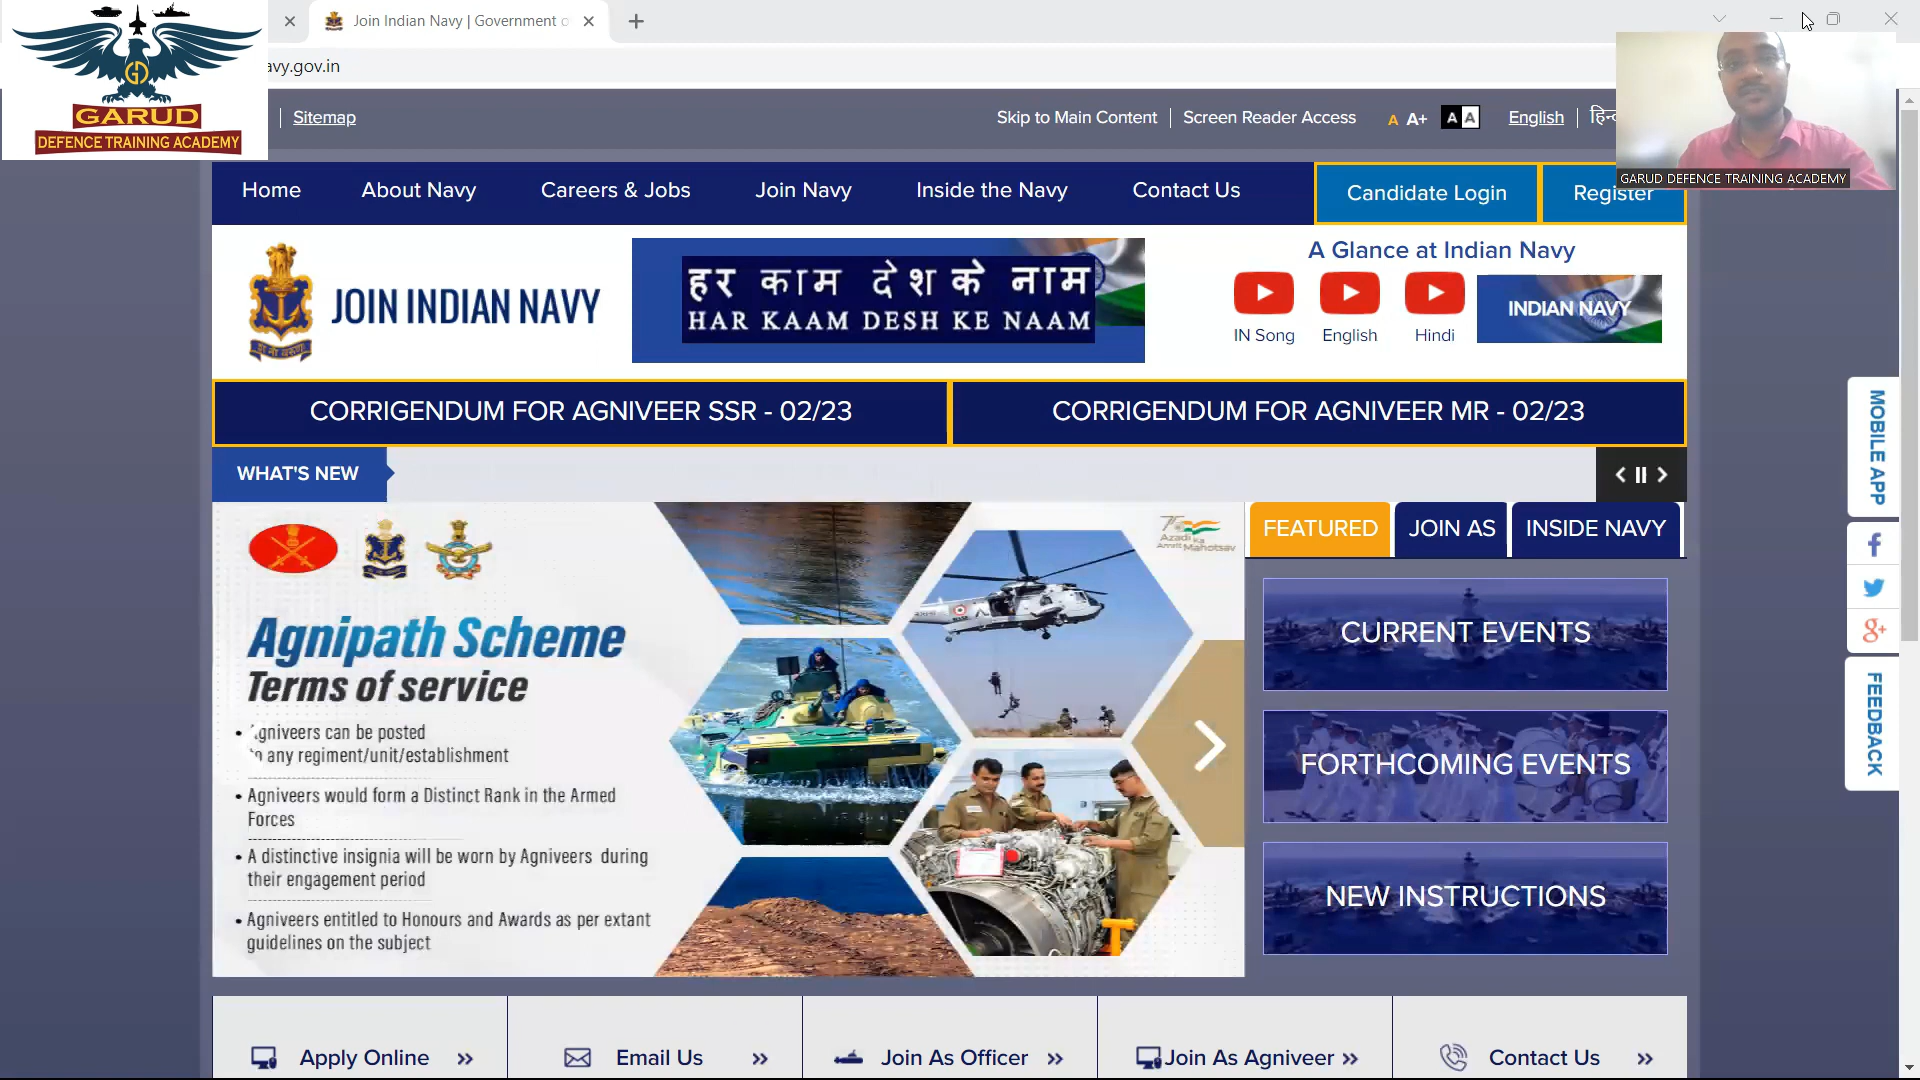 Join Indian Navy | Government
avy.gov.in
GARUD
DEFENCE TRAINING ACADEMY
Sitemap
Skip to Main Content
Screen Reader Access
A A+ A A
English
GARUD DEFENCE TRAINING ACADEMY
Home
About Navy
Careers & Jobs
Join Navy
Inside the Navy
Contact Us
Candidate Login
Register
JOIN INDIAN NAVY
हर काम देश के नाम
HAR KAAM DESH KE NAAM
A Glance at Indian Navy
IN Song
English
Hindi
INDIAN NAVY
CORRIGENDUM FOR AGNIVEER SSR - 02/23
CORRIGENDUM FOR AGNIVEER MR - 02/23
WHAT'S NEW
Azadi Ka
Amrit Mahotsav
Agnipath Scheme
Terms of service
• Agniveers can be posted
to any regiment/unit/establishment
• Agniveers would form a Distinct Rank in the Armed
Forces
• A distinctive insignia will be worn by Agniveers during
their engagement period
• Agniveers entitled to Honours and Awards as per extant
guidelines on the subject
FEATURED
JOIN AS
INSIDE NAVY
CURRENT EVENTS
FORTHCOMING EVENTS
NEW INSTRUCTIONS
MOBILE APP
FEEDBACK
Apply Online
Email Us
Join As Officer
Join As Agniveer
Contact Us